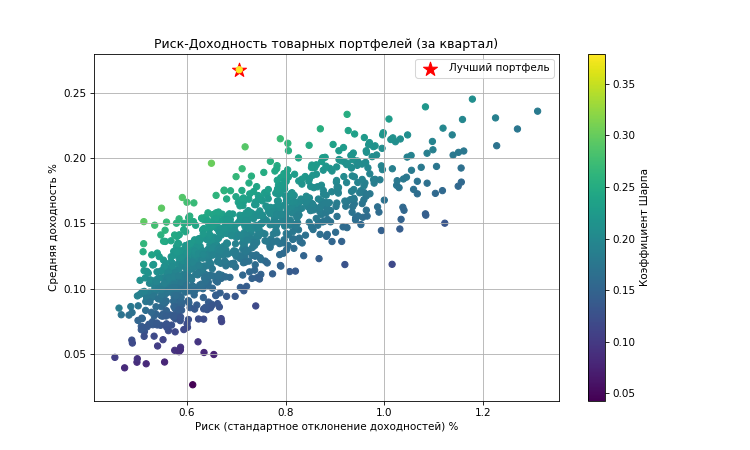 Риск-Доходность товарных портфелей (за квартал)
Лучший портфель
Средняя доходность %
0.25
0.20
0.15
0.10
0.05
0.6 0.8 1.0 1.2
Риск (стандартное отклонение доходностей) %
0.35
0.30
0.25
0.20
0.15
0.10
0.05
Коэффициент Шарпа